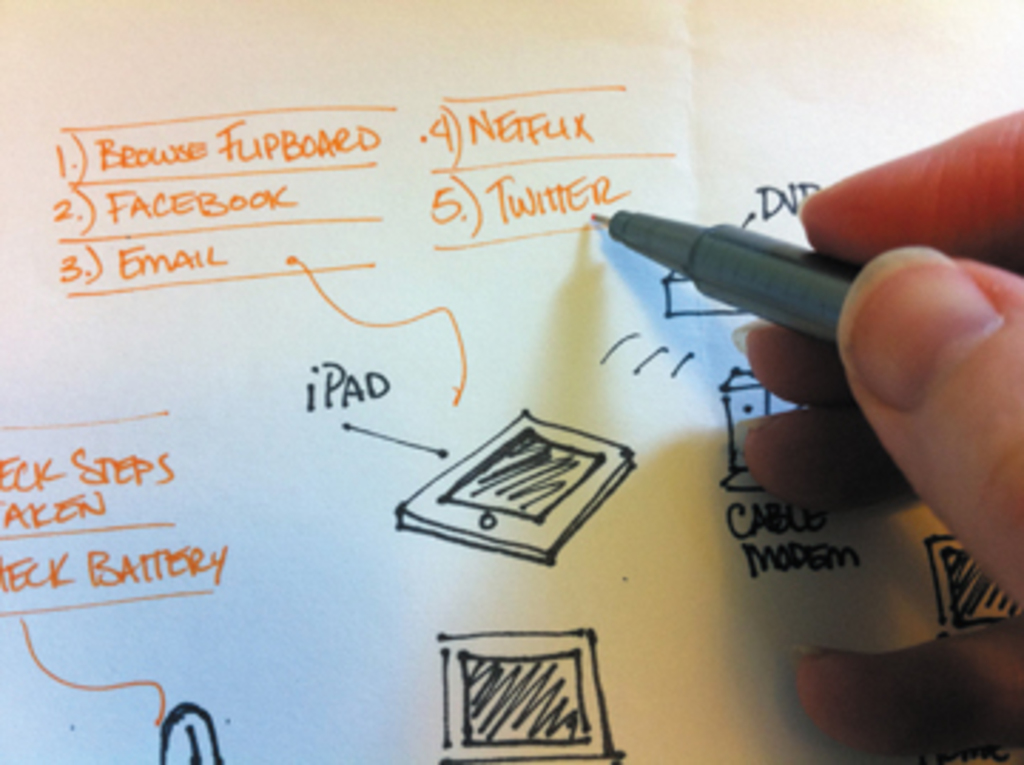 1.) BROWSE FLIPBOARD
2.) FACEBOOK
3.) EMAIL
.4) NETFLIX
5.) TWITTER
DVD
iPAD
ECK STEPS
TAKEN
HECK BATTERY
CABLE
MODEM